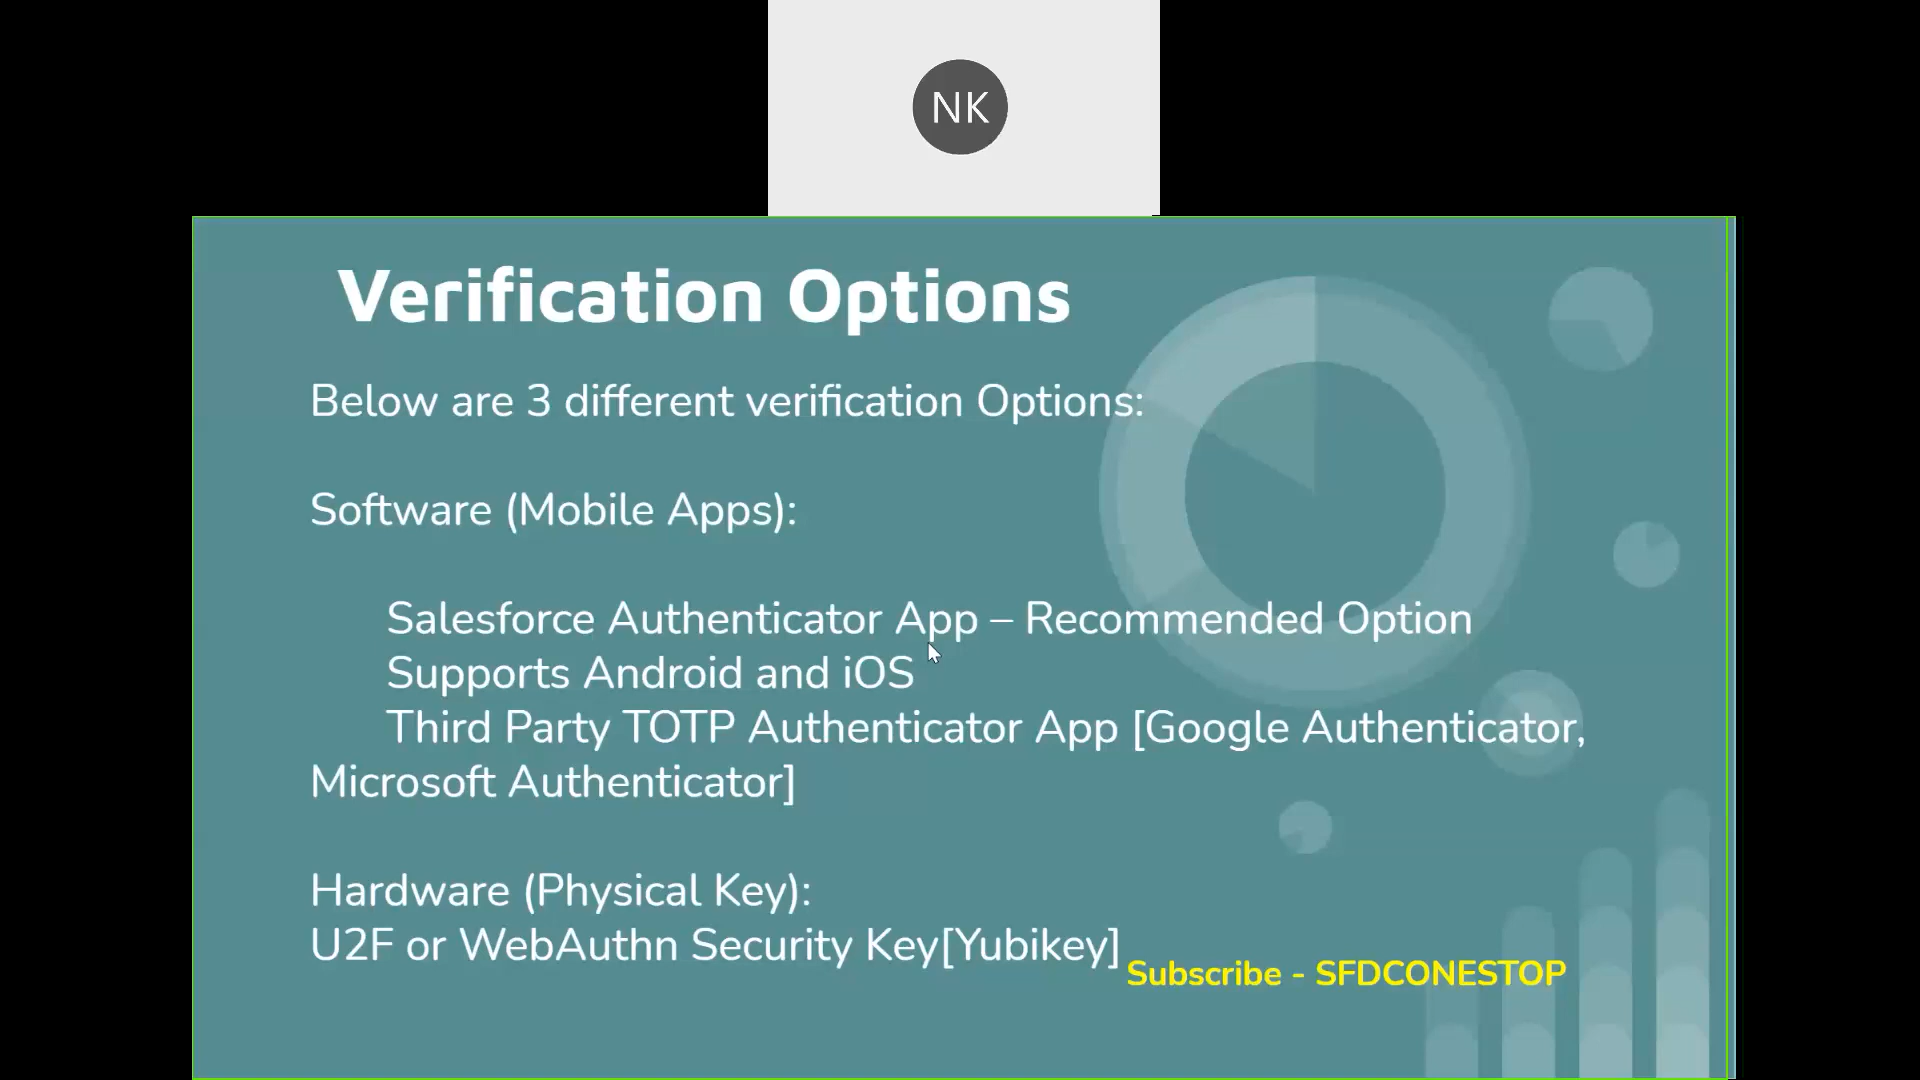 NK
Verification Options
Below are 3 different verification Options:
Software (Mobile Apps):
Salesforce Authenticator App – Recommended Option
Supports Android and iOS
Third Party TOTP Authenticator App [Google Authenticator,
Microsoft Authenticator]
Hardware (Physical Key):
U2F or WebAuthn Security Key[Yubikey]
Subscribe - SFDCONESTOP